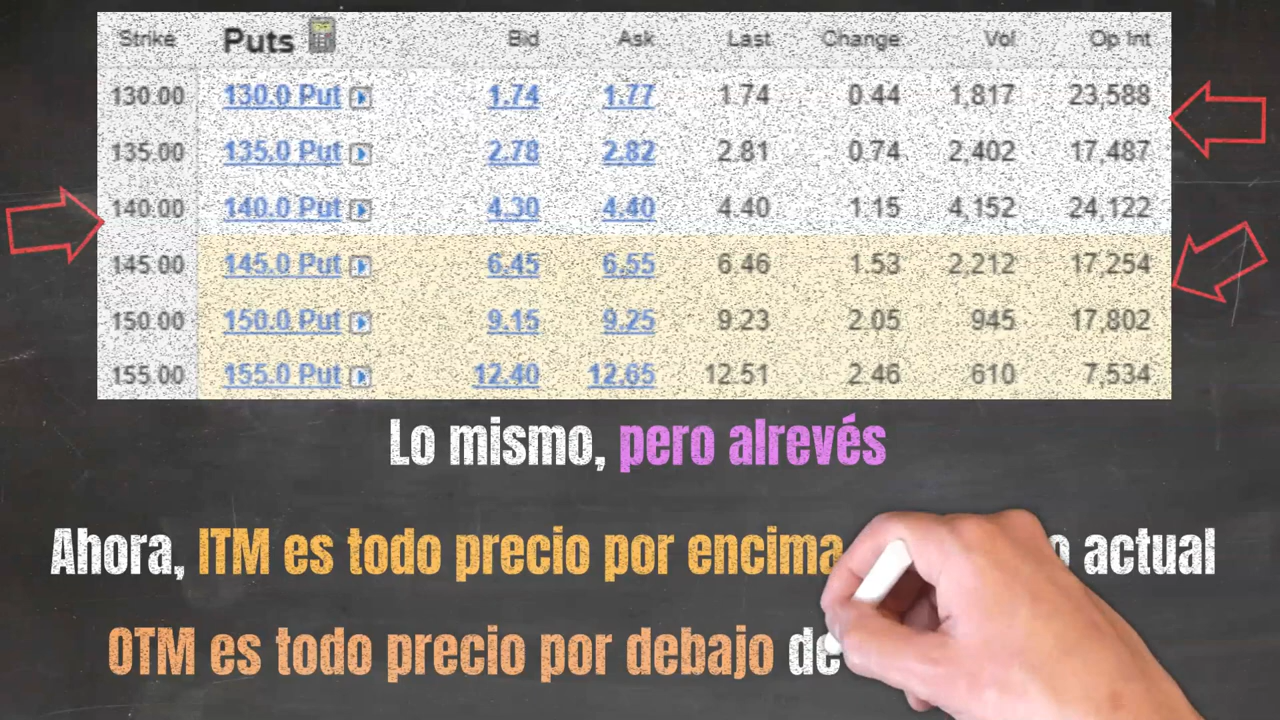 Strike Puts Bid Ask Last Change Vol Op Int
130.00 130.0 Put 1.74 1.77 1.74 0.44 1,817 23,588
135.00 135.0 Put 2.78 2.82 2.81 0.74 2,402 17,487
140.00 140.0 Put 4.30 4.40 4.40 1.15 4,152 24,122
145.00 145.0 Put 6.45 6.55 6.46 1.53 2,212 17,254
150.00 150.0 Put 9.15 9.25 9.23 2.05 945 17,802
155.00 155.0 Put 12.40 12.65 12.51 2.46 610 7,534
Lo mismo, pero alrevés
Ahora, ITM es todo precio por encima actual
OTM es todo precio por debajo de